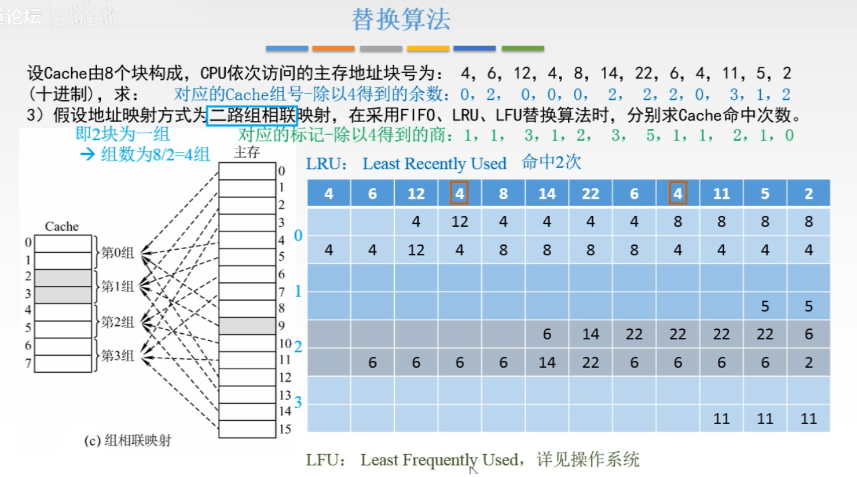 论坛
替换算法
设Cache由8个块构成，CPU依次访问的主存地址块号为： 4，6，12，4，8，14，22，6，4，11，5，2
(十进制)，求： 对应的Cache组号-除以4得到的余数：0，2， 0，0，0， 2， 2，2，0， 3，1，2
3）假设地址映射方式为二路组相联映射，在采用FIFO、LRU、LFU替换算法时，分别求Cache命中次数。
即2块为一组 对应的标记-除以4得到的商：1，1， 3，1，2， 3， 5，1，1， 2，1，0
→ 组数为8/2=4组
主存
LRU： Least Recently Used 命中2次
4 6 12 4 8 14 22 6 4 11 5 2
0 4 12 4 4 4 4 8 8 8 8
4 4 12 4 8 8 8 8 4 4 4 4
1
5 5
2 6 14 22 22 22 22 6
6 6 6 6 14 22 6 6 6 6 2
3
11 11 11
Cache
0
1
2
3
4
5
6
7
第0组
第1组
第2组
第3组
0
1
2
3
4
5
6
7
8
9
10
11
12
13
14
15
(c) 组相联映射
LFU： Least Frequently Used，详见操作系统